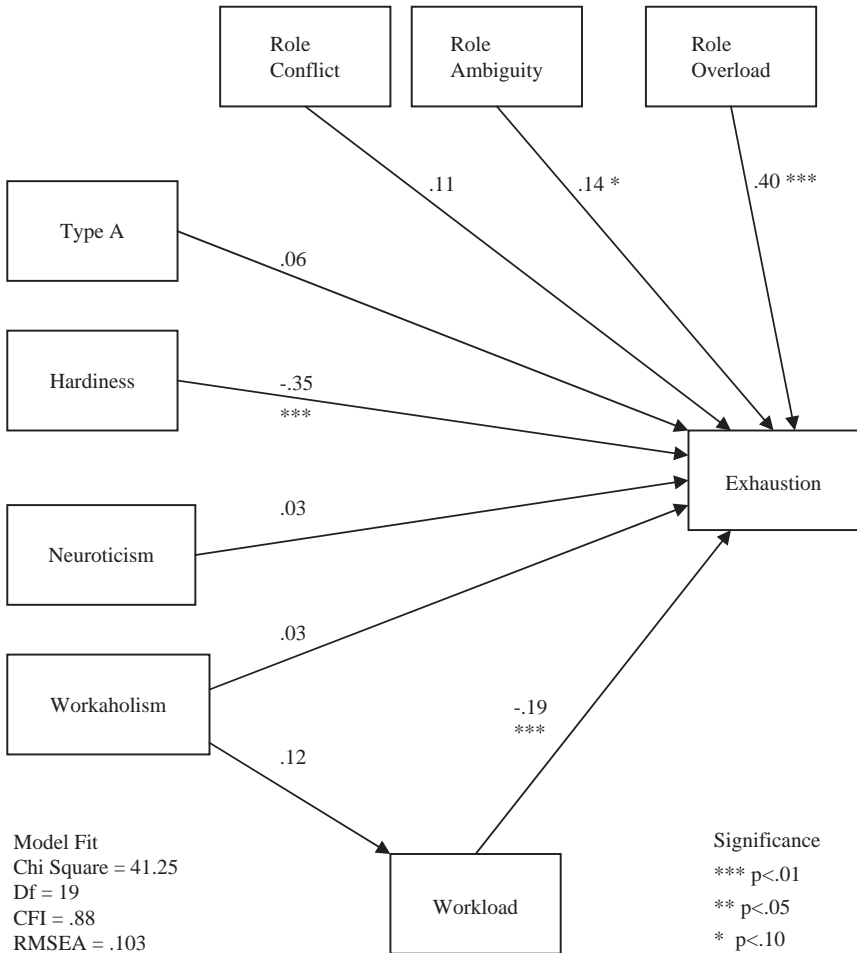 Role
Conflict
Role
Ambiguity
Role
Overload
.11
.14 *
.40 ***
Type A
.06
Hardiness
-.35
***
Exhaustion
Neuroticism
.03
.03
Workaholism
-.19
***
.12
Model Fit
Chi Square = 41.25
Df = 19
CFI = .88
RMSEA = .103
Workload
Significance
*** p<.01
** p<.05
* p<.10